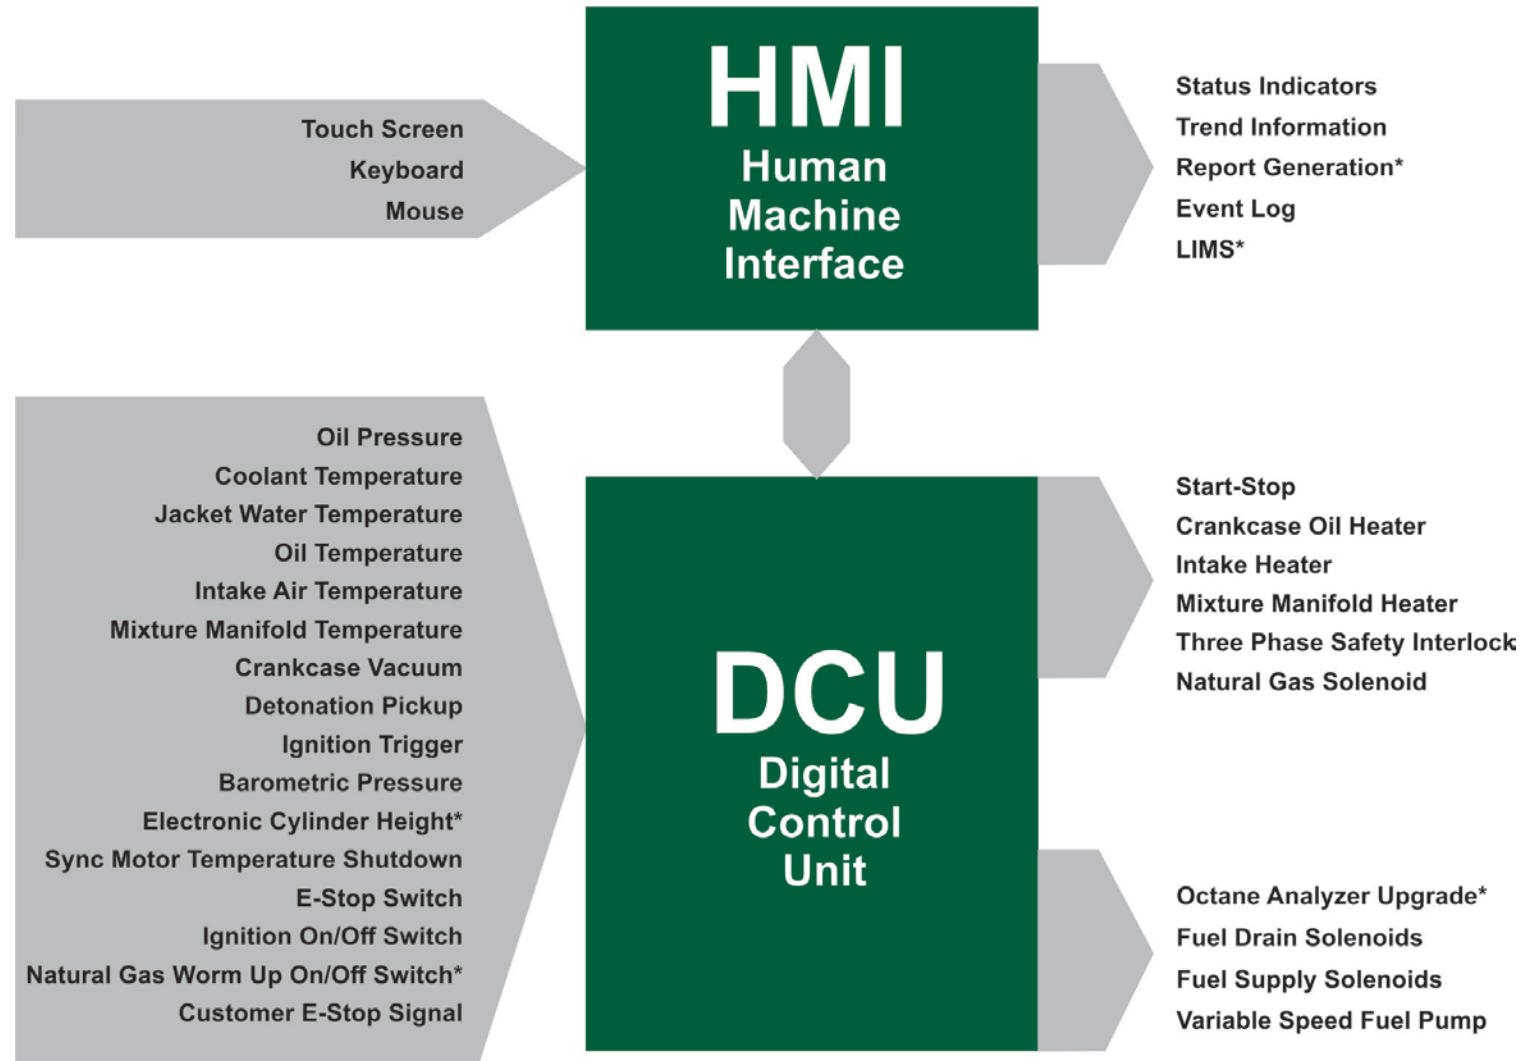 HMI
Human
Machine
Interface
Touch Screen
Keyboard
Mouse
Status Indicators
Trend Information
Report Generation*
Event Log
LIMS*
Oil Pressure
Coolant Temperature
Jacket Water Temperature
Oil Temperature
Intake Air Temperature
Mixture Manifold Temperature
Crankcase Vacuum
Detonation Pickup
Ignition Trigger
Barometric Pressure
Electronic Cylinder Height*
Sync Motor Temperature Shutdown
E-Stop Switch
Ignition On/Off Switch
Natural Gas Worm Up On/Off Switch*
Customer E-Stop Signal
DCU
Digital
Control
Unit
Start-Stop
Crankcase Oil Heater
Intake Heater
Mixture Manifold Heater
Three Phase Safety Interlock
Natural Gas Solenoid
Octane Analyzer Upgrade*
Fuel Drain Solenoids
Fuel Supply Solenoids
Variable Speed Fuel Pump